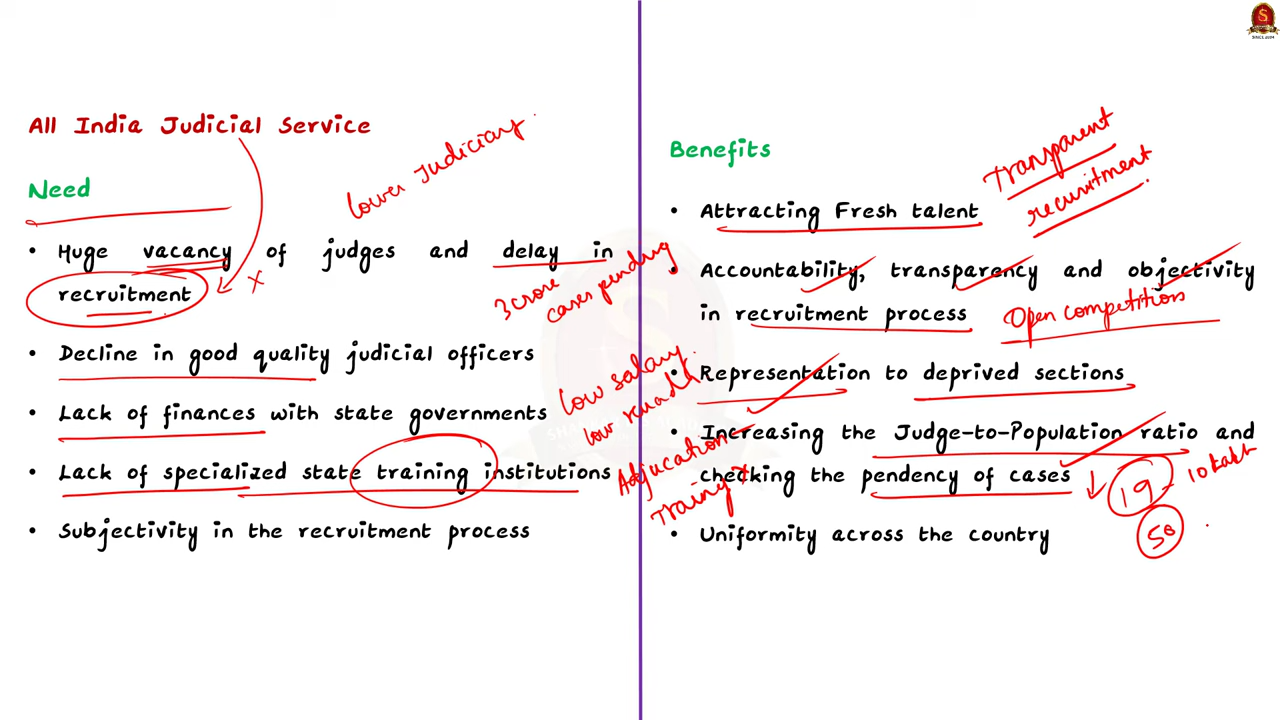 All India Judicial Service
Lower Judiciary
Need
• Huge vacancy of judges and delay in
recruitment
x
3 crore
cases pending
• Decline in good quality judicial officers
• Lack of finances with state governments
low salary
low
• Lack of specialized state training institutions
Training x
• Subjectivity in the recruitment process
Benefits
Transparent
recruitment
• Attracting Fresh talent
• Accountability, transparency and objectivity
in recruitment process
Open competition
• Representation to deprived sections
• Increasing the Judge-to-Population ratio and
checking the pendency of cases
19 - 10 lakh
50
• Uniformity across the country